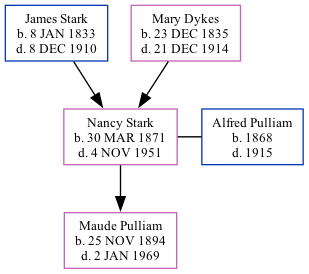 James Stark
b. 8 JAN 1833
d. 8 DEC 1910
Mary Dykes
b. 23 DEC 1835
d. 21 DEC 1914
Nancy Stark
b. 30 MAR 1871
d. 4 NOV 1951
Alfred Pulliam
b. 1868
d. 1915
Maude Pulliam
b. 25 NOV 1894
d. 2 JAN 1969